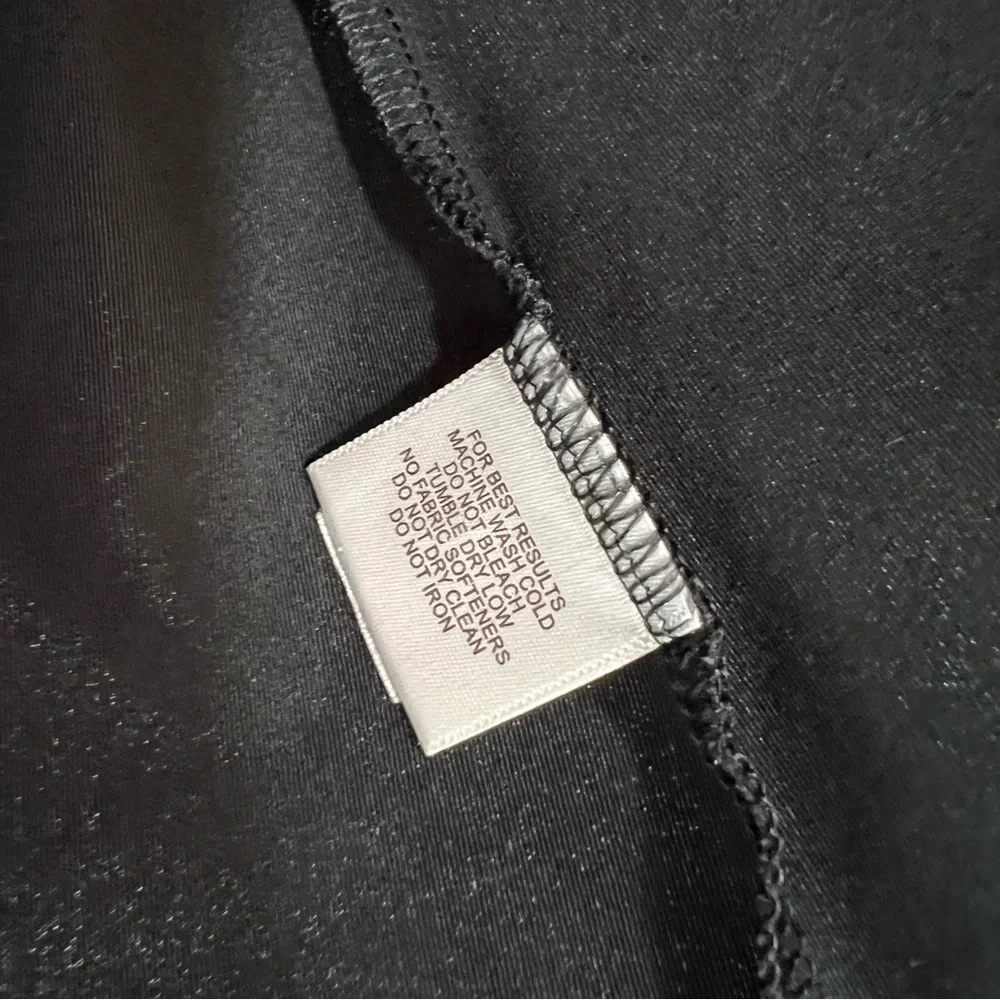 FOR BEST RESULTS
MACHINE WASH COLD
DO NOT BLEACH
TUMBLE DRY LOW
NO FABRIC SOFTENERS
DO NOT DRY CLEAN
DO NOT IRON